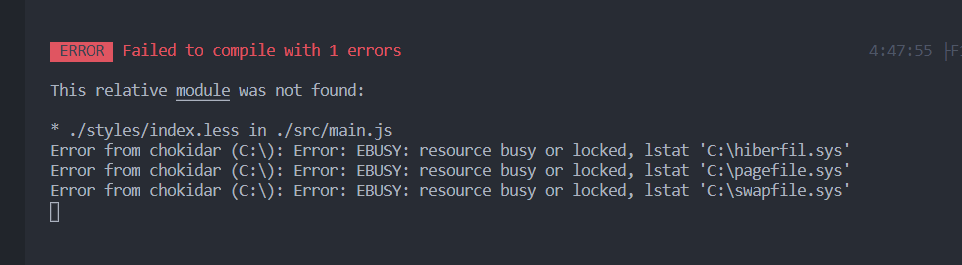 ERROR Failed to compile with 1 errors 4:47:55
This relative module was not found:
* ./styles/index.less in ./src/main.js
Error from chokidar (C:\): Error: EBUSY: resource busy or locked, lstat 'C:\hiberfil.sys'
Error from chokidar (C:\): Error: EBUSY: resource busy or locked, lstat 'C:\pagefile.sys'
Error from chokidar (C:\): Error: EBUSY: resource busy or locked, lstat 'C:\swapfile.sys'